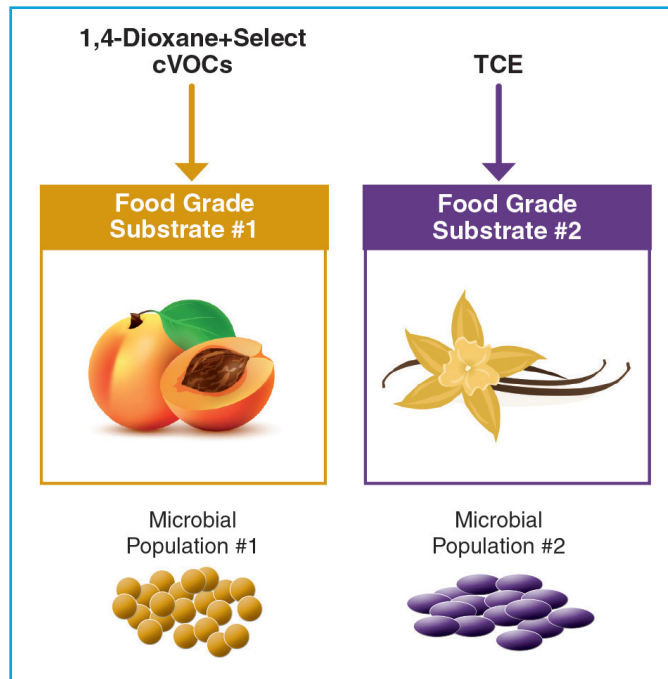 1,4-Dioxane+Select
cVOCs
TCE
Food Grade
Substrate #1
Food Grade
Substrate #2
Microbial
Population #1
Microbial
Population #2